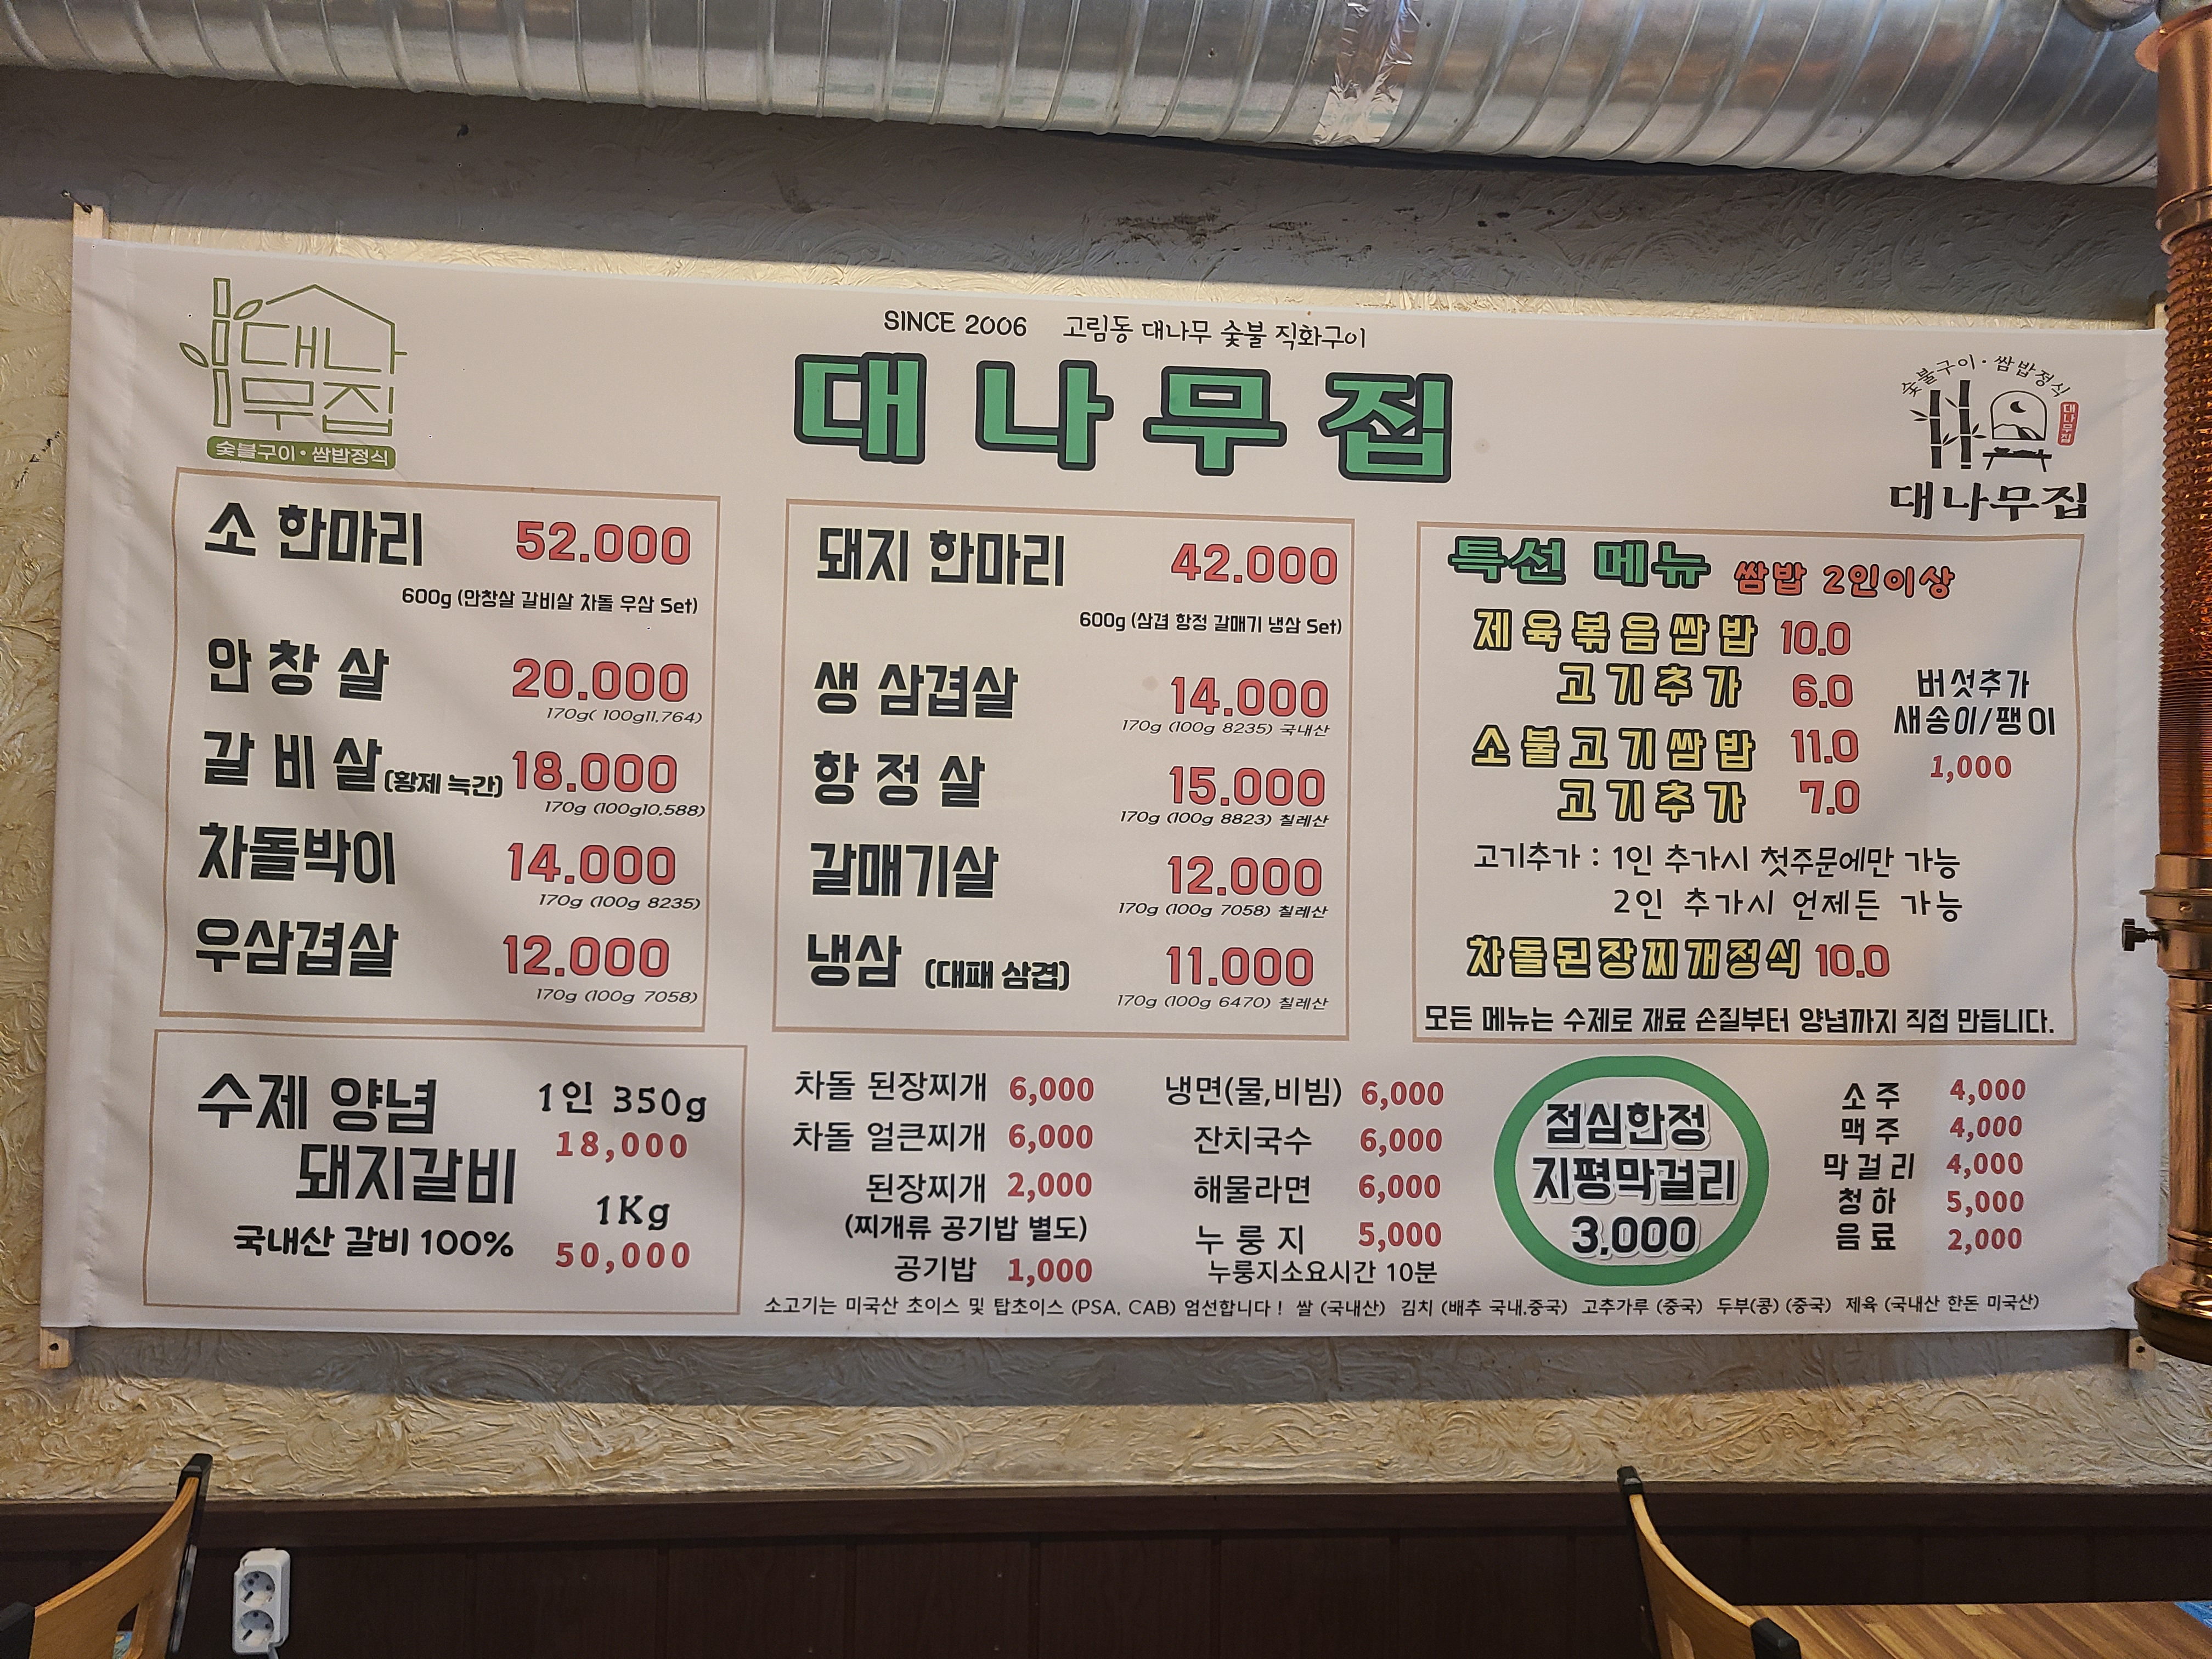 SINCE 2006 고림동 대나무 숯불 직화구이
대나무집
대나무집
숯불구이·쌈밥정식
숯불구이·쌈밥정식
대나무집
대나무집
소 한마리 52.000
600g (안창살 갈비살 차돌 우삼 Set)
안창살 20.000
170g( 100g11,764)
갈비살(황제 늑간) 18.000
170g (100g10,588)
차돌박이 14.000
170g (100g 8235)
우삼겹살 12.000
170g (100g 7058)
돼지 한마리 42.000
600g (삼겹 항정 갈매기 냉삼 Set)
생 삼겹살 14.000
170g (100g 8235) 국내산
항정살 15.000
170g (100g 8823) 칠레산
갈매기살 12.000
170g (100g 7058) 칠레산
냉삼 (대패 삼겹) 11.000
170g (100g 6470) 칠레산
특선 메뉴 쌈밥 2인이상
제육볶음쌈밥 10.0
고기추가 6.0
소불고기쌈밥 11.0
고기추가 7.0
버섯추가
새송이/팽이
1,000
고기추가 : 1인 추가시 첫주문에만 가능
2인 추가시 언제든 가능
차돌된장찌개정식 10.0
모든 메뉴는 수제로 재료 손질부터 양념까지 직접 만듭니다.
수제 양념 1인 350g
돼지갈비 18,000
1Kg
국내산 갈비 100% 50,000
차돌 된장찌개 6,000
차돌 얼큰찌개 6,000
된장찌개 2,000
(찌개류 공기밥 별도)
공기밥 1,000
냉면(물,비빔) 6,000
잔치국수 6,000
해물라면 6,000
누룽지 5,000
누룽지소요시간 10분
점심한정
지평막걸리
3,000
소주 4,000
맥주 4,000
막걸리 4,000
청하 5,000
음료 2,000
소고기는 미국산 초이스 및 탑초이스 (PSA, CAB) 엄선합니다 ! 쌀 (국내산) 김치 (배추 국내.중국) 고추가루 (중국) 두부(콩) (중국) 제육 (국내산 한돈 미국산)